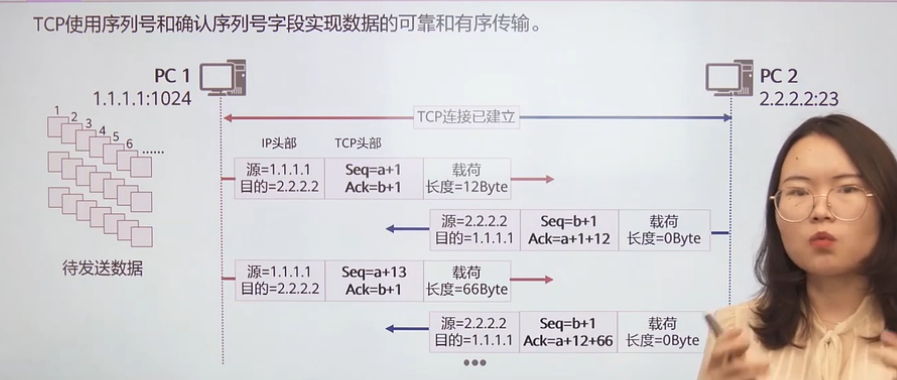 TCP使用序列号和确认序列号字段实现数据的可靠和有序传输。
PC 1
1.1.1.1:1024
PC 2
2.2.2.2:23
TCP连接已建立
1
2
3
4
5
6
......
待发送数据
IP头部
TCP头部
源=1.1.1.1
目的=2.2.2.2
Seq=a+1
Ack=b+1
载荷
长度=12Byte
源=2.2.2.2
目的=1.1.1.1
Seq=b+1
Ack=a+1+12
载荷
长度=0Byte
源=1.1.1.1
目的=2.2.2.2
Seq=a+13
Ack=b+1
载荷
长度=66Byte
源=2.2.2.2
目的=1.1.1.1
Seq=b+1
Ack=a+12+66
载荷
长度=0Byte